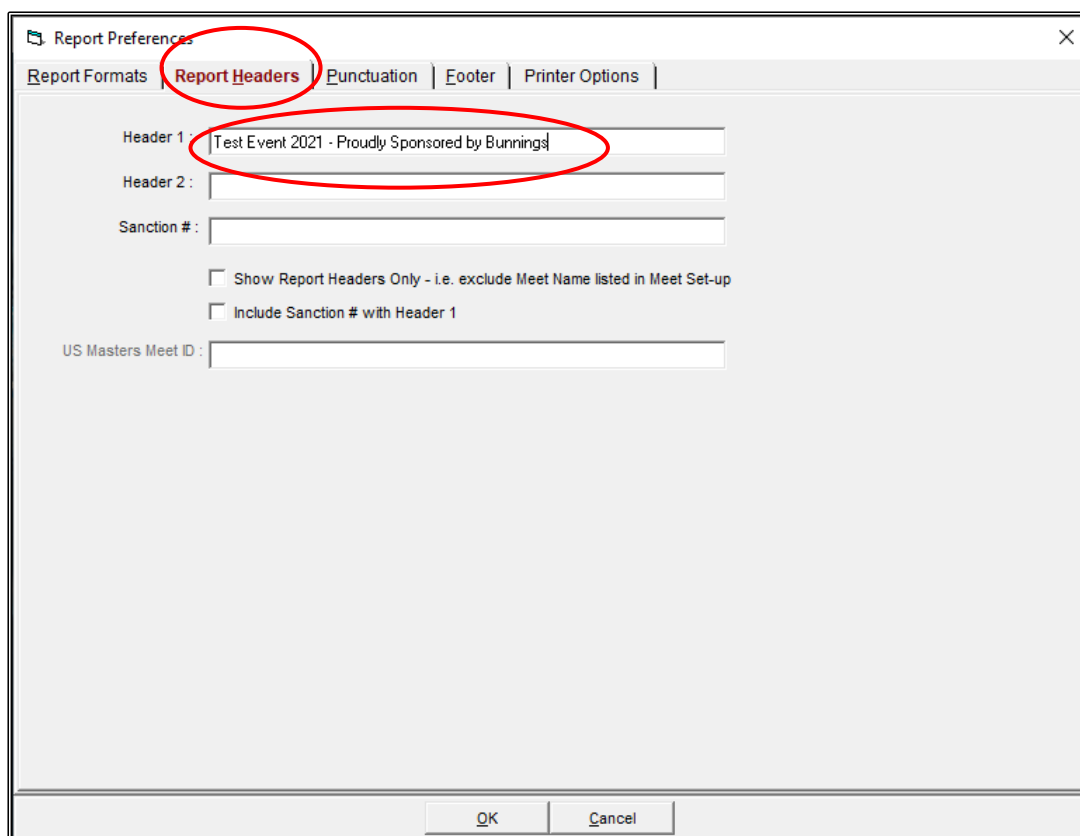 Report Preferences
Report Formats Report Headers Punctuation Footer Printer Options
Header 1 : Test Event 2021 - Proudly Sponsored by Bunnings
Header 2 :
Sanction # :
Show Report Headers Only - i.e. exclude Meet Name listed in Meet Set-up
Include Sanction # with Header 1
US Masters Meet ID :
OK Cancel